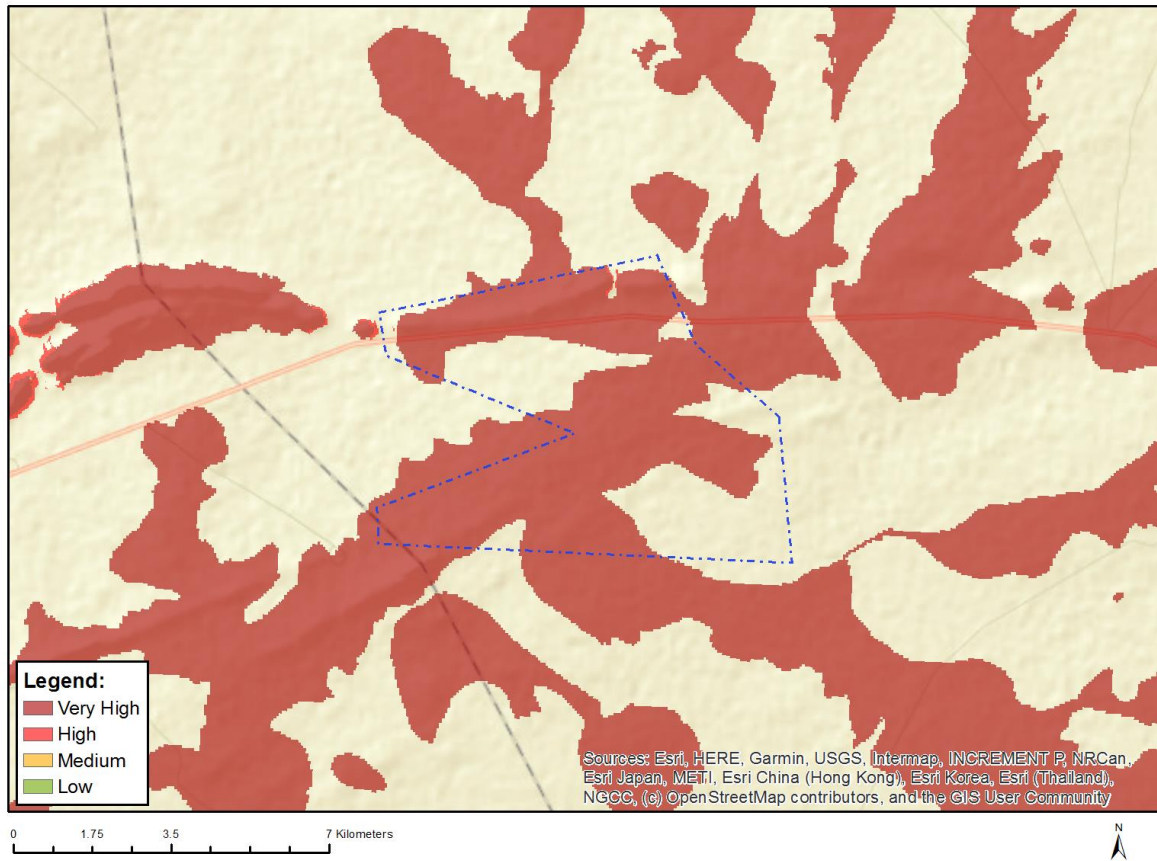 Legend:
Very High
High
Medium
Low
Sources: Esri, HERE, Garmin, USGS, Intermap, INCREMENT P, NRCan,
Esri Japan, METI, Esri China (Hong Kong), Esri Korea, Esri (Thailand),
NGCC, (c) OpenStreetMap contributors, and the GIS User Community
0 1.75 3.5 7 Kilometers
N